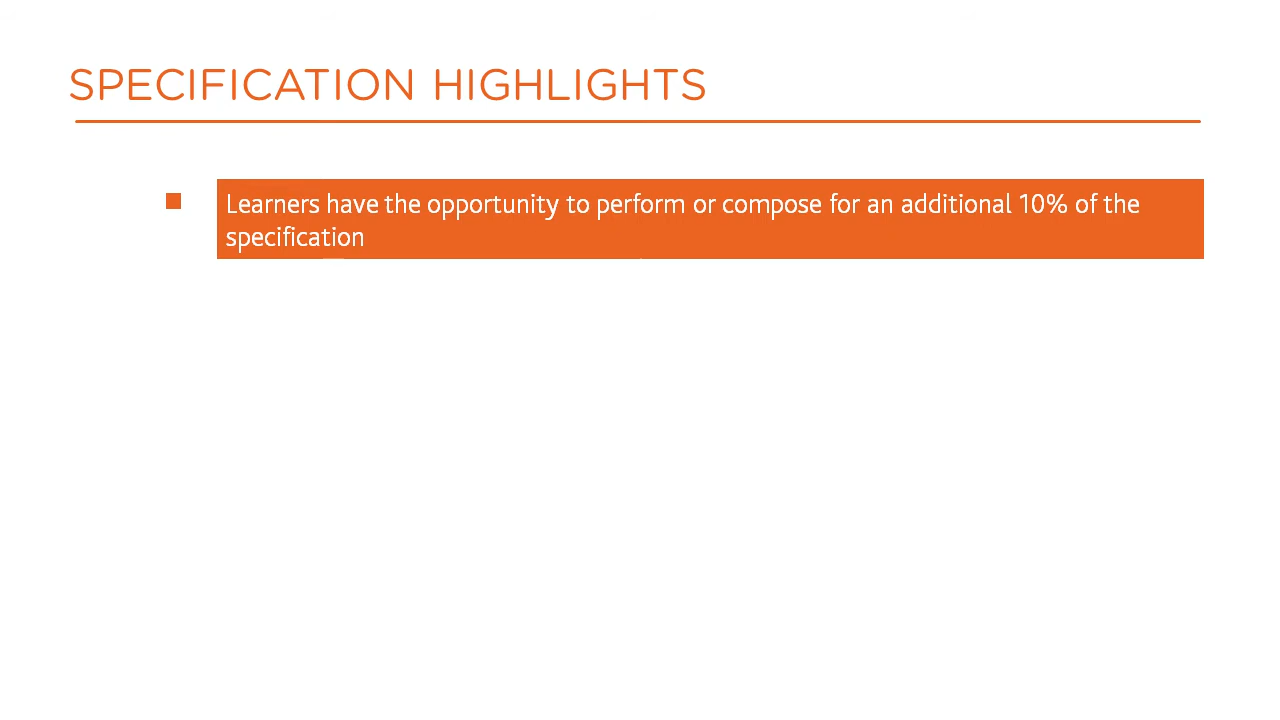 SPECIFICATION HIGHLIGHTS
Learners have the opportunity to perform or compose for an additional 10% of the
specification